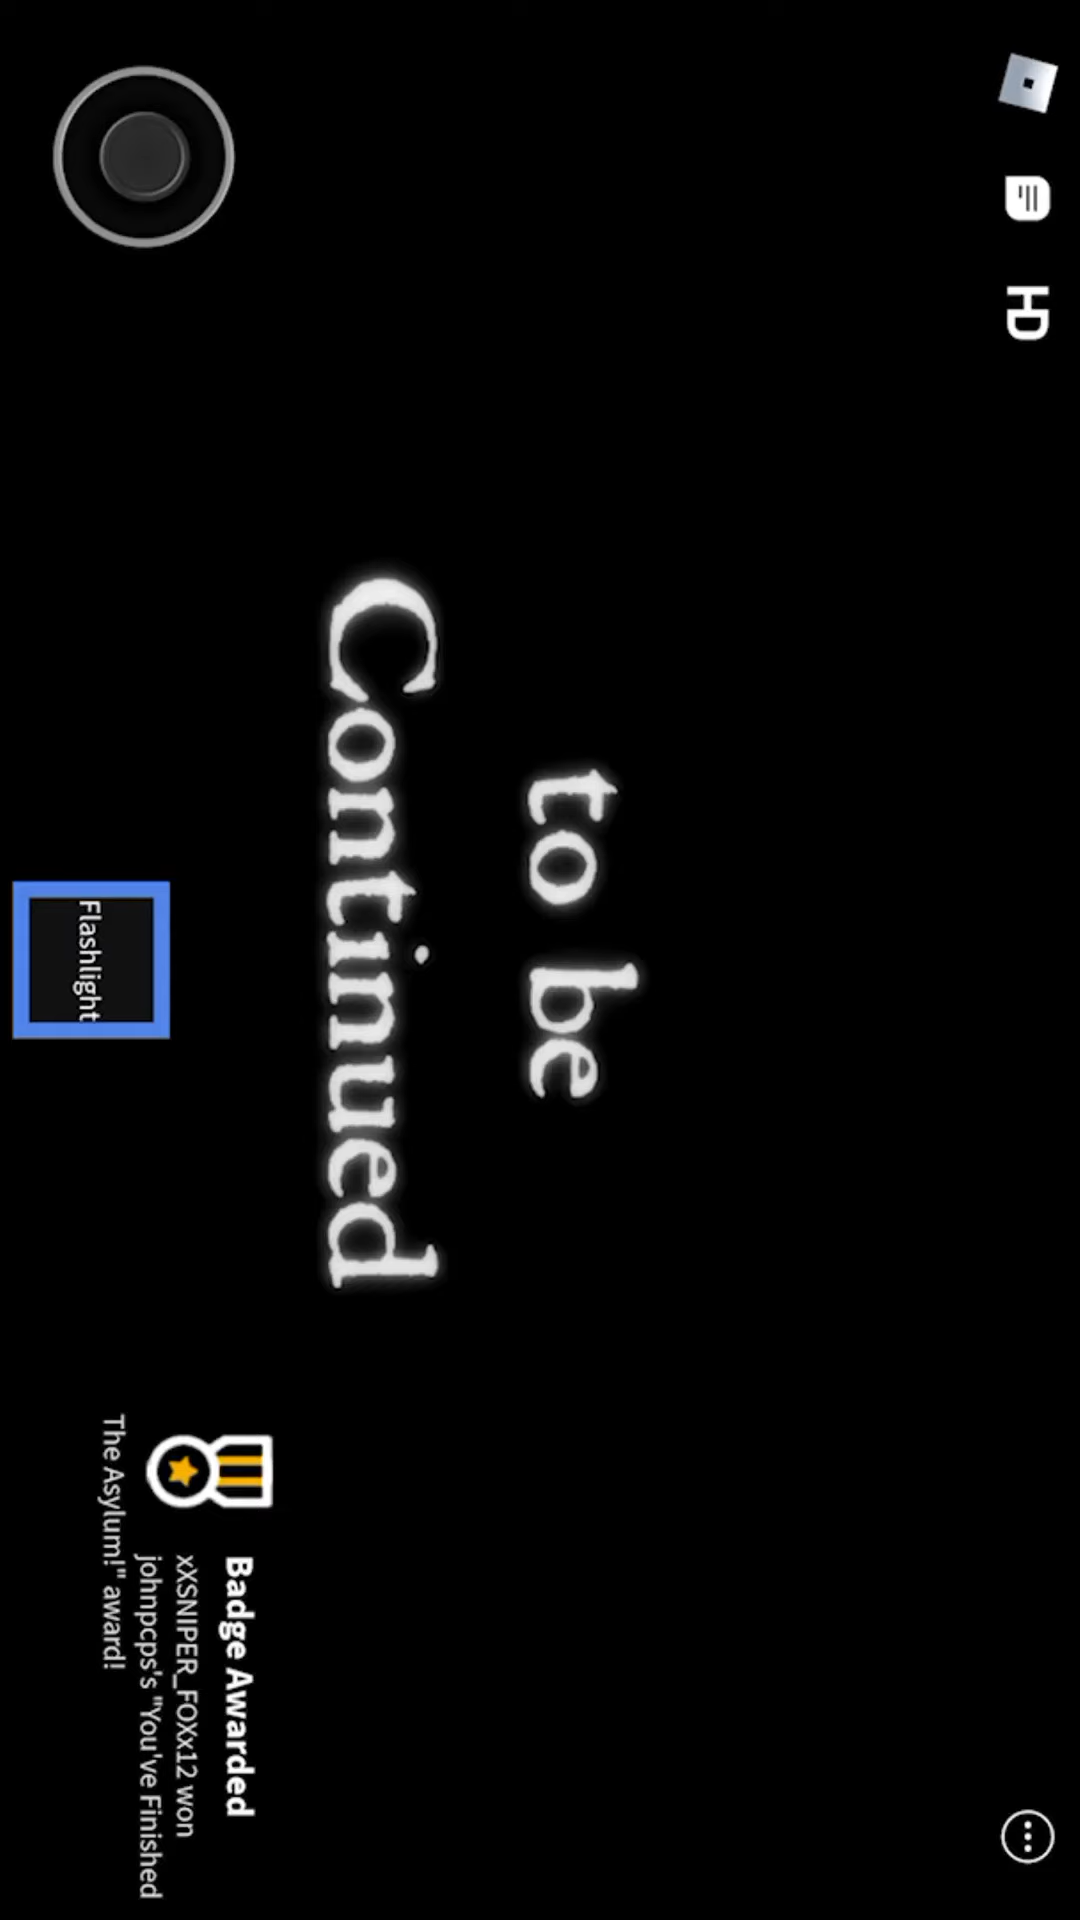 HD
to be
Continued
Flashlight
Badge Awarded
xXSNIPER_FOXx12 won
johnpcps's "You've Finished
The Asylum!" award!